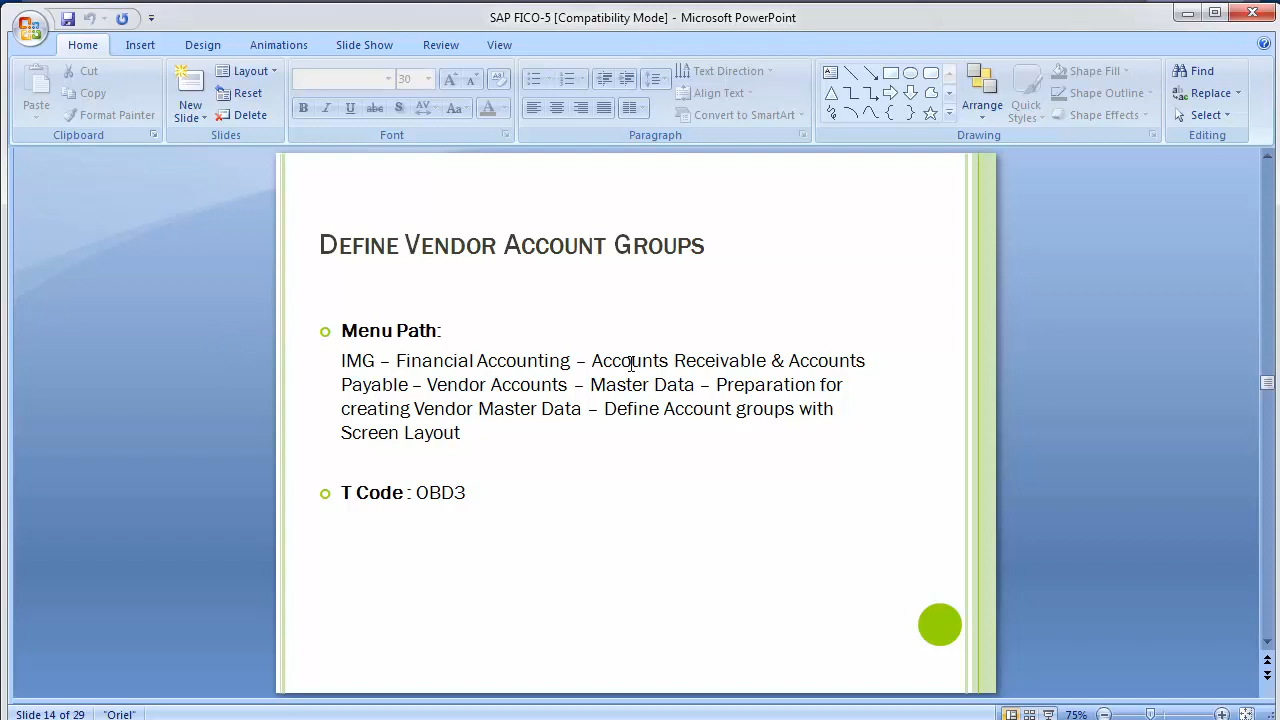 SAP FICO-5 [Compatibility Mode] - Microsoft PowerPoint
Home Insert Design Animations Slide Show Review View
Paste
Cut
Copy
Format Painter
Clipboard
New
Slide
Layout
Reset
Delete
Slides
30
B I U abc S AV Aa A
Font
Text Direction
Align Text
Convert to SmartArt
Paragraph
Arrange
Quick
Styles
Shape Fill
Shape Outline
Shape Effects
Drawing
Find
Replace
Select
Editing
DEFINE VENDOR ACCOUNT GROUPS
Menu Path:
IMG – Financial Accounting – Accounts Receivable & Accounts
Payable – Vendor Accounts – Master Data – Preparation for
creating Vendor Master Data – Define Account groups with
Screen Layout
T Code : OBD3
Slide 14 of 29 "Oriel" 75%